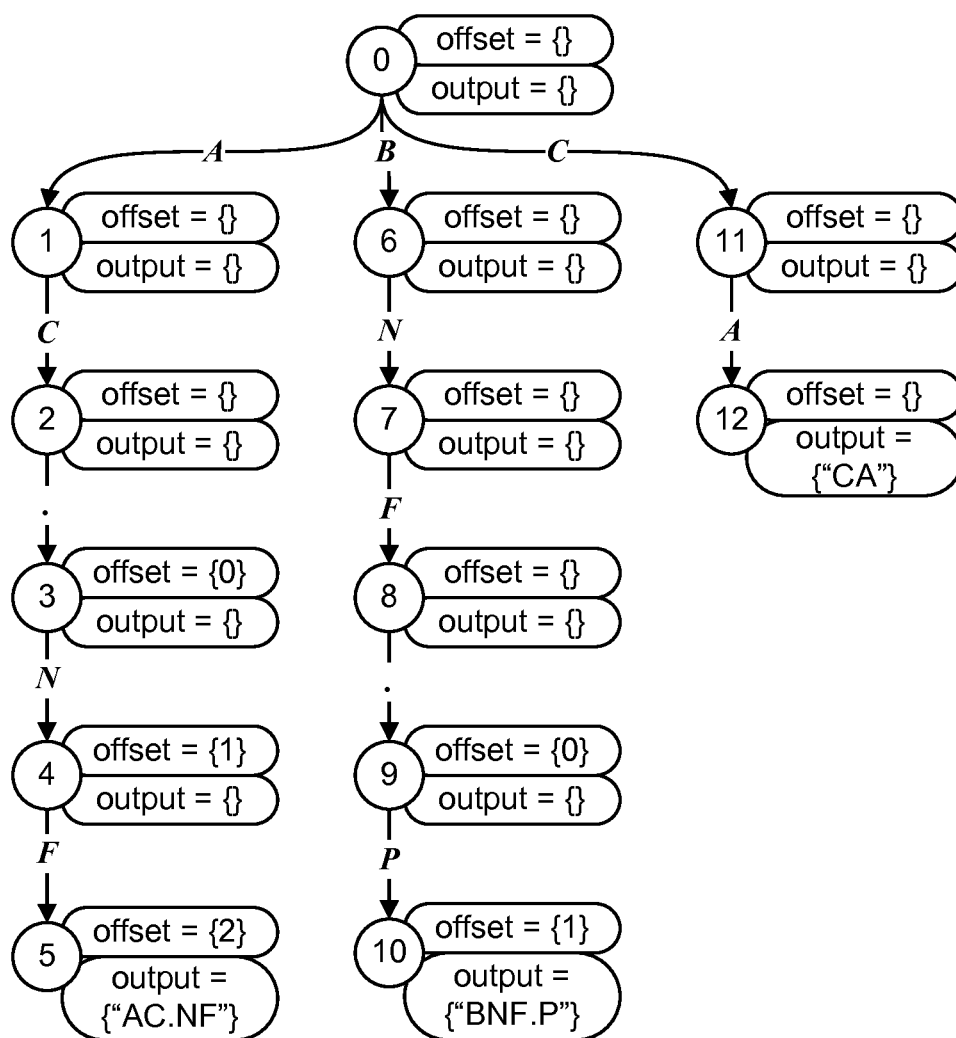 offset = {}
0
output = {}
A
B
C
offset = {}
1
output = {}
offset = {}
6
output = {}
offset = {}
11
output = {}
C
N
A
offset = {}
2
output = {}
offset = {}
7
output = {}
offset = {}
12
output =
{“CA”}
.
F
offset = {0}
3
output = {}
offset = {}
8
output = {}
N
.
offset = {1}
4
output = {}
offset = {0}
9
output = {}
F
P
offset = {2}
5
output =
{“AC.NF”}
offset = {1}
10
output =
{“BNF.P”}